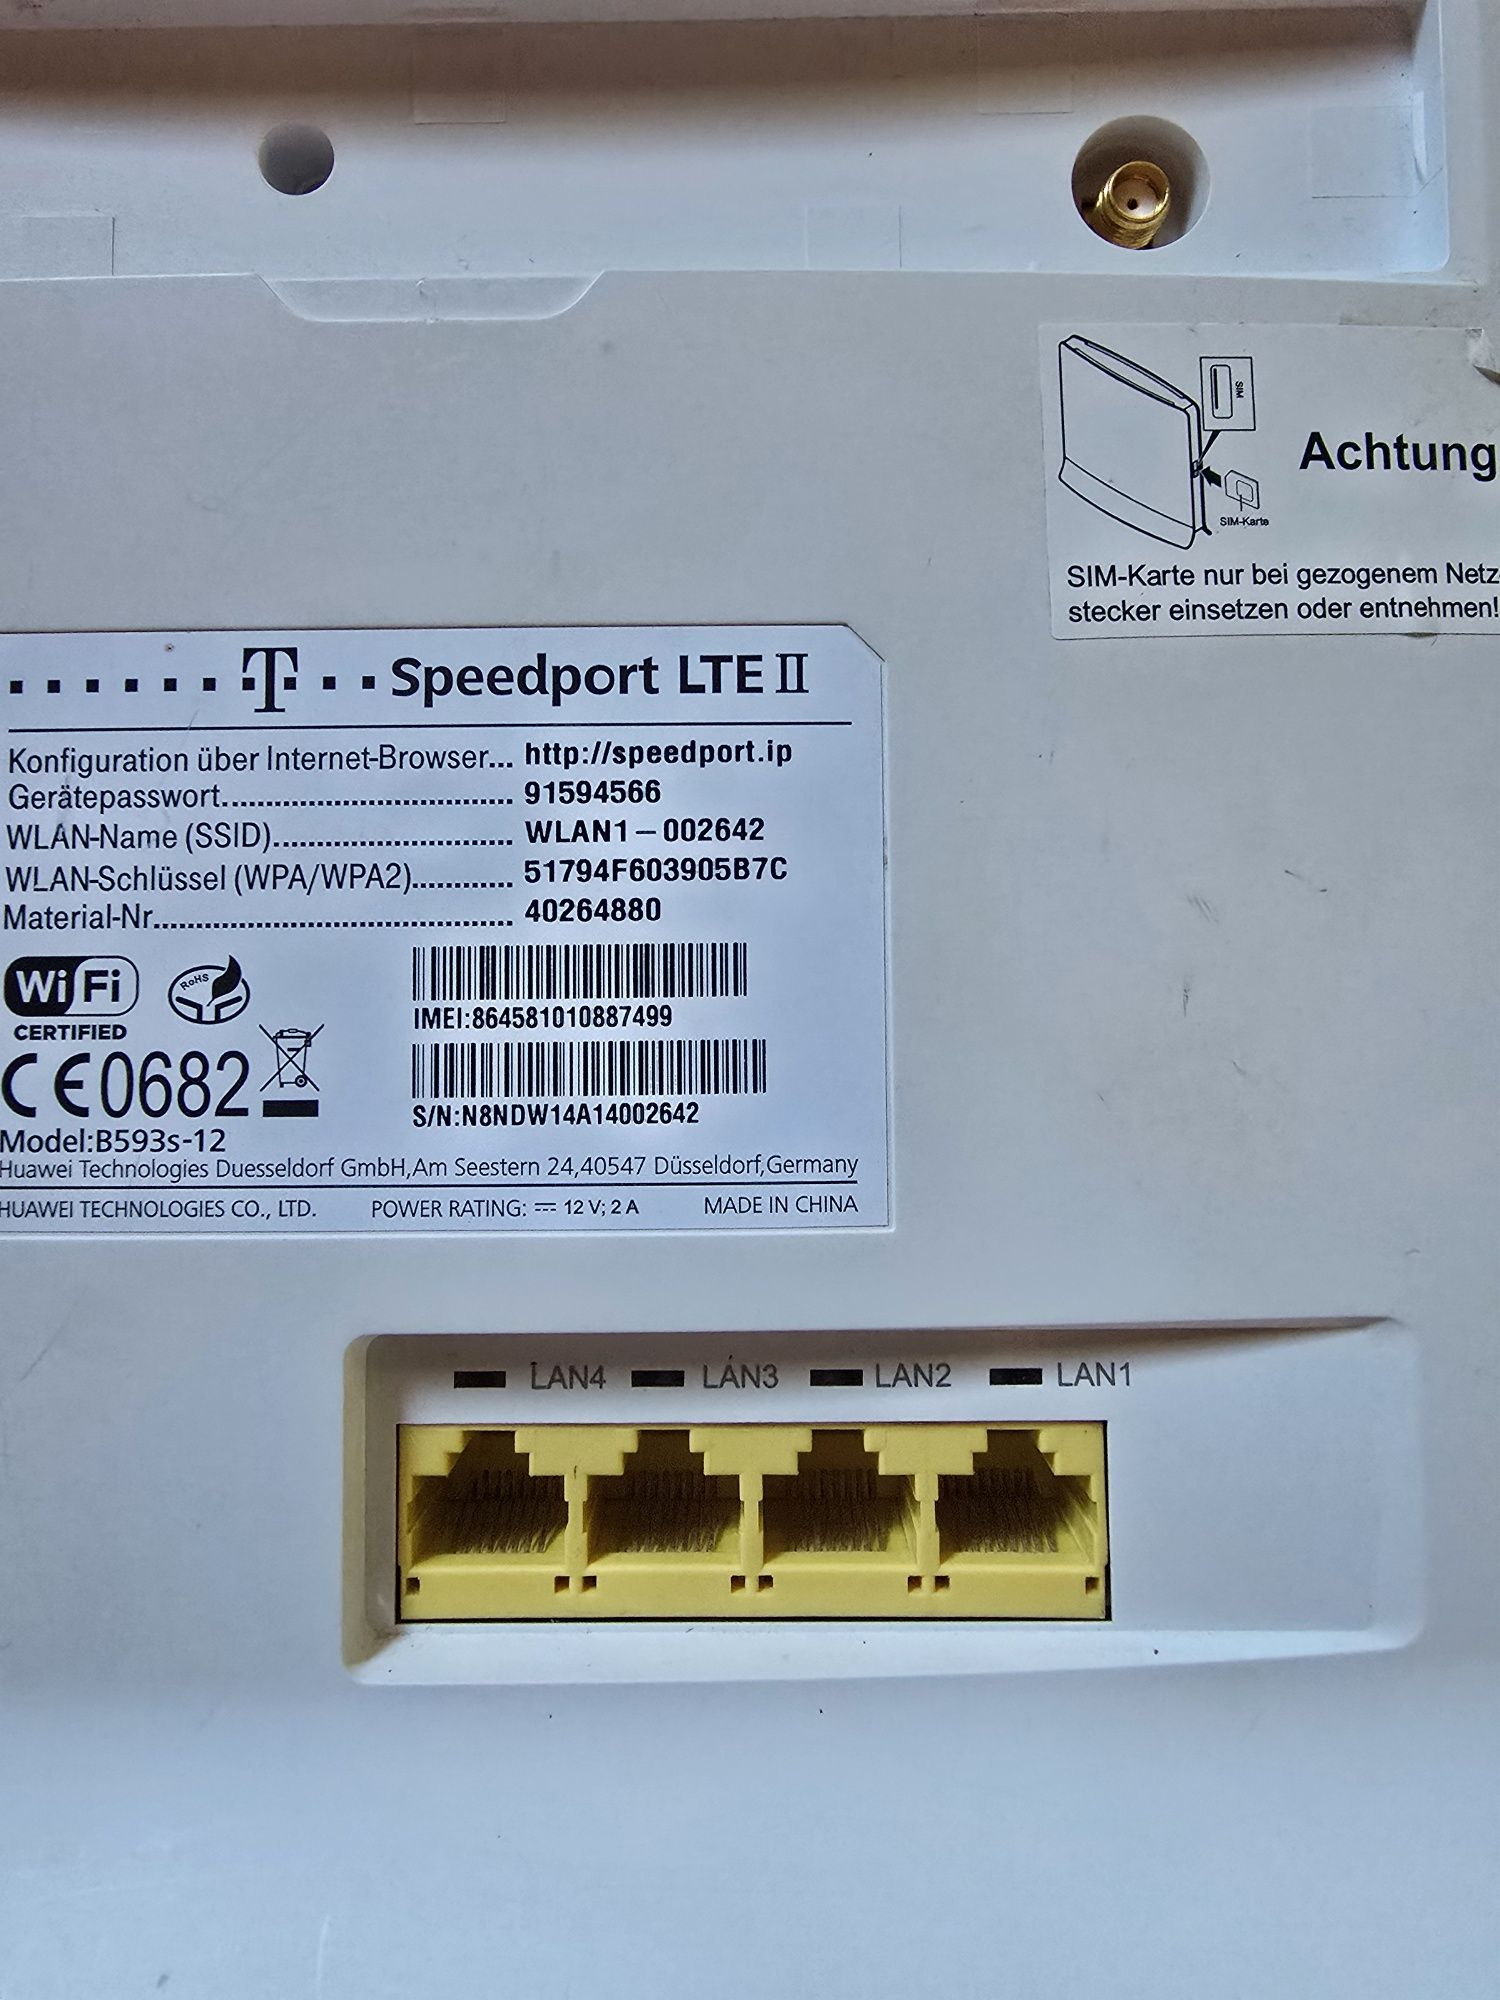 SIM
SIM-Karte
Achtung
SIM-Karte nur bei gezogenem Netz-
stecker einsetzen oder entnehmen!
T Speedport LTE II
Konfiguration über Internet-Browser... http://speedport.ip
Gerätepasswort.................................. 91594566
WLAN-Name (SSID)............................ WLAN1-002642
WLAN-Schlüssel (WPA/WPA2)............ 51794F603905B7C
Material-Nr.......................................... 40264880
Wi Fi
CERTIFIED
RoHS
IMEI:864581010887499
CE0682
S/N:N8NDW14A14002642
Model:B593s-12
Huawei Technologies Duesseldorf GmbH,Am Seestern 24,40547 Düsseldorf,Germany
HUAWEI TECHNOLOGIES CO., LTD. POWER RATING: ⎓ 12 V; 2 A MADE IN CHINA
LAN4 LAN3 LAN2 LAN1